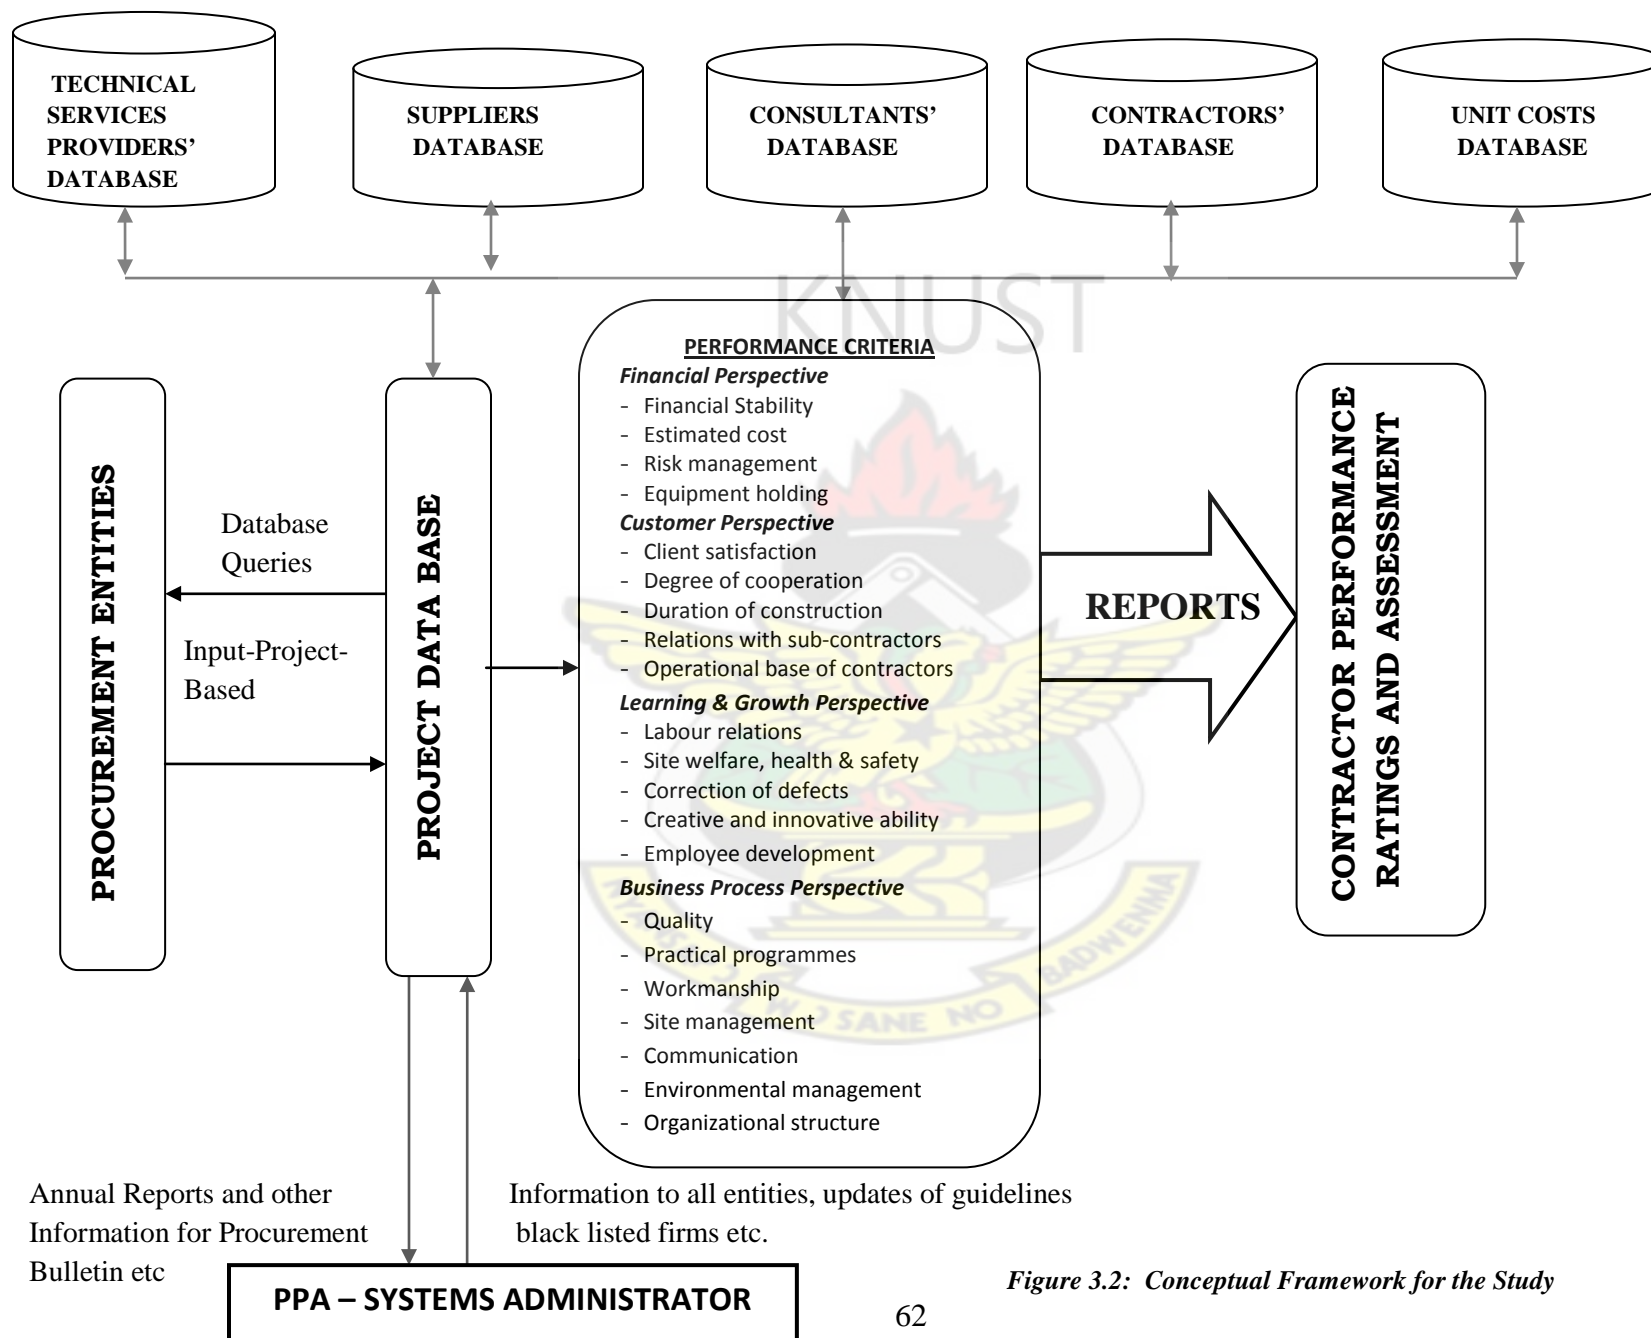 TECHNICAL
SERVICES
PROVIDERS’
DATABASE
SUPPLIERS
DATABASE
CONSULTANTS’
DATABASE
CONTRACTORS’
DATABASE
UNIT COSTS
DATABASE
KNUST
PROCUREMENT ENTITIES
Database
Queries
Input-Project-
Based
PROJECT DATA BASE
PERFORMANCE CRITERIA
Financial Perspective
- Financial Stability
- Estimated cost
- Risk management
- Equipment holding
Customer Perspective
- Client satisfaction
- Degree of cooperation
- Duration of construction
- Relations with sub-contractors
- Operational base of contractors
Learning & Growth Perspective
- Labour relations
- Site welfare, health & safety
- Correction of defects
- Creative and innovative ability
- Employee development
Business Process Perspective
- Quality
- Practical programmes
- Workmanship
- Site management
- Communication
- Environmental management
- Organizational structure
REPORTS
CONTRACTOR PERFORMANCE
RATINGS AND ASSESSMENT
SANE NO
BADWENMA
Annual Reports and other
Information for Procurement
Bulletin etc
Information to all entities, updates of guidelines
black listed firms etc.
PPA – SYSTEMS ADMINISTRATOR
Figure 3.2: Conceptual Framework for the Study
62